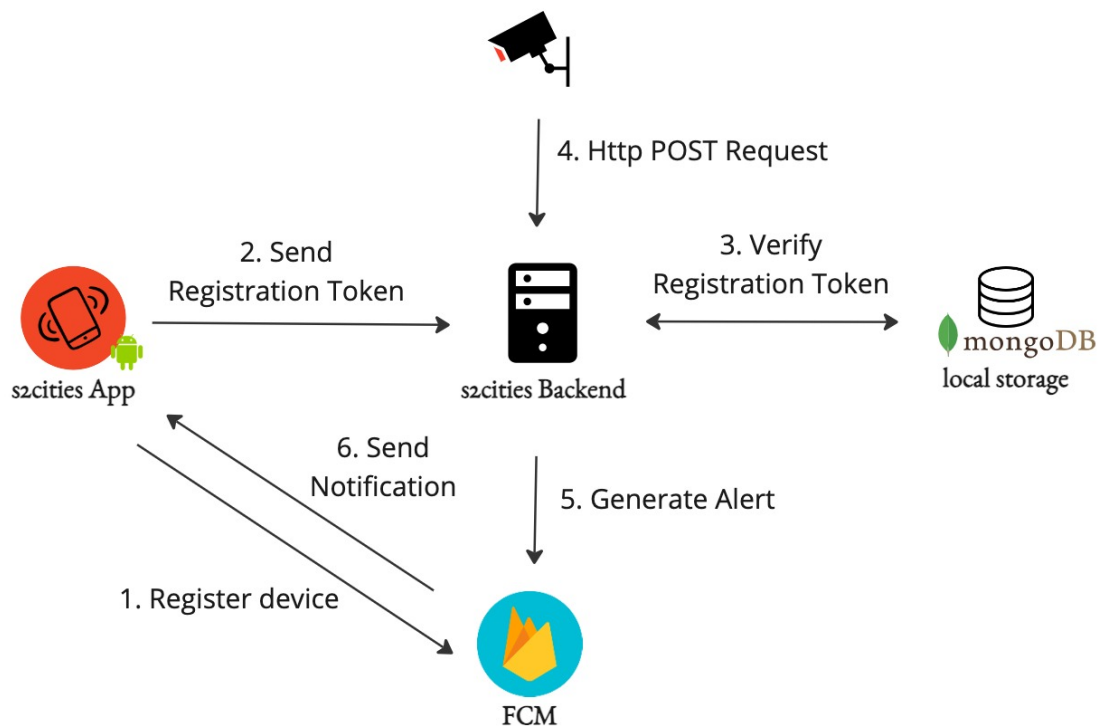 4. Http POST Request
2. Send
Registration Token
3. Verify
Registration Token
s2cities App
s2cities Backend
mongoDB
local storage
6. Send
Notification
5. Generate Alert
1. Register device
FCM